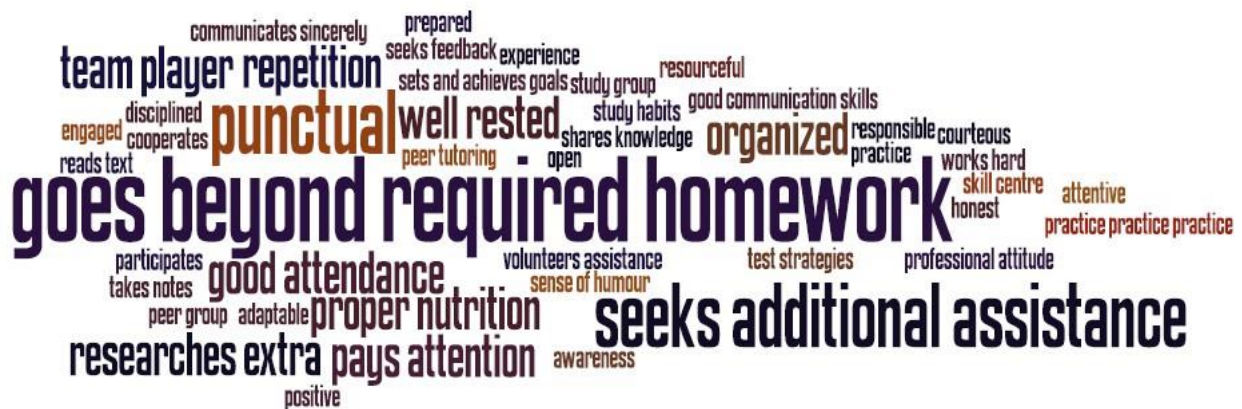 communicates sincerely
prepared
seeks feedback
experience
team player
repetition
sets and achieves goals
study group
resourceful
disciplined
punctual
well rested
study habits
good communication skills
engaged
cooperates
shares knowledge
organized
responsible
courteous
reads text
peer tutoring
open
practice
works hard
goes beyond required homework
skill centre
attentive
honest
practice practice practice
participates
good attendance
volunteers assistance
test strategies
professional attitude
takes notes
sense of humour
peer group
adaptable
proper nutrition
seeks additional assistance
researches extra
pays attention
awareness
positive